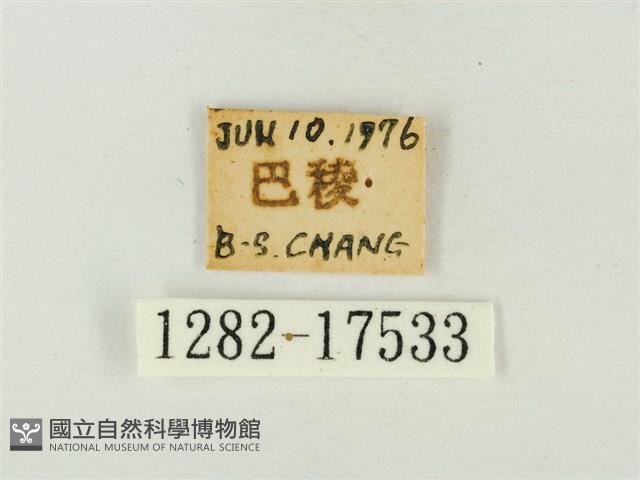 JUN 10.1976
巴稜
B-S. CHANG
1282-17533
國立自然科學博物館
NATIONAL MUSEUM OF NATURAL SCIENCE